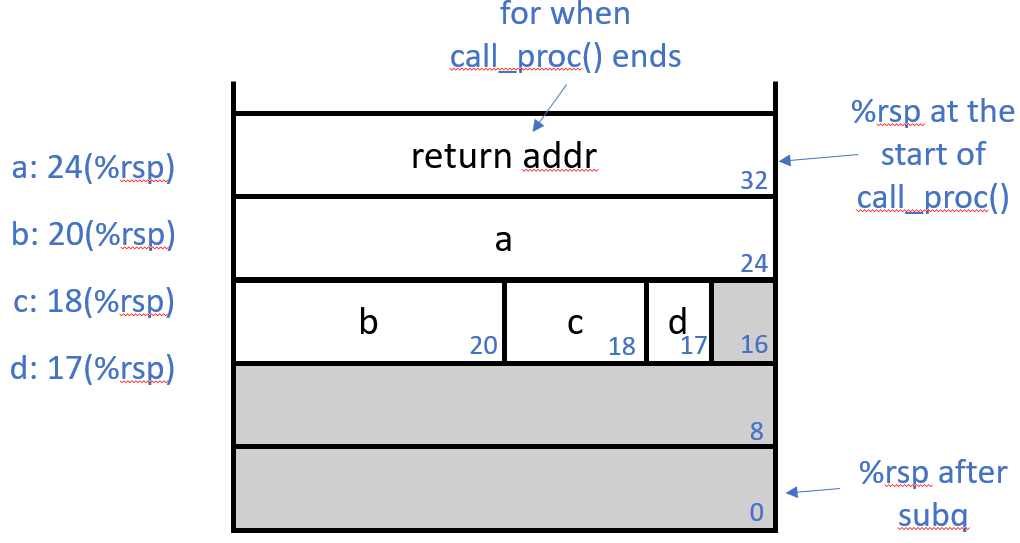 for when
call_proc() ends
%rsp at the
start of
call_proc()
return addr
32
a: 24(%rsp)
b: 20(%rsp)
c: 18(%rsp)
d: 17(%rsp)
a
24
b
20
c
18
d
17
16
8
0
%rsp after
subq